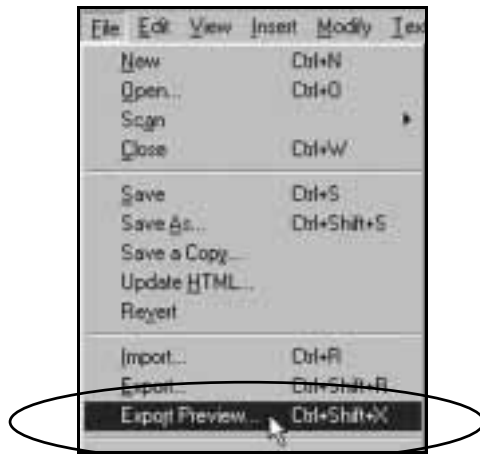 File Edit View Insert Modify Tex
New Ctrl+N
Open... Ctrl+O
Scan
Close Ctrl+W
Save Ctrl+S
Save As... Ctrl+Shift+S
Save a Copy...
Update HTML...
Revert
Import... Ctrl+R
Export... Ctrl+Shift+R
Export Preview... Ctrl+Shift+X